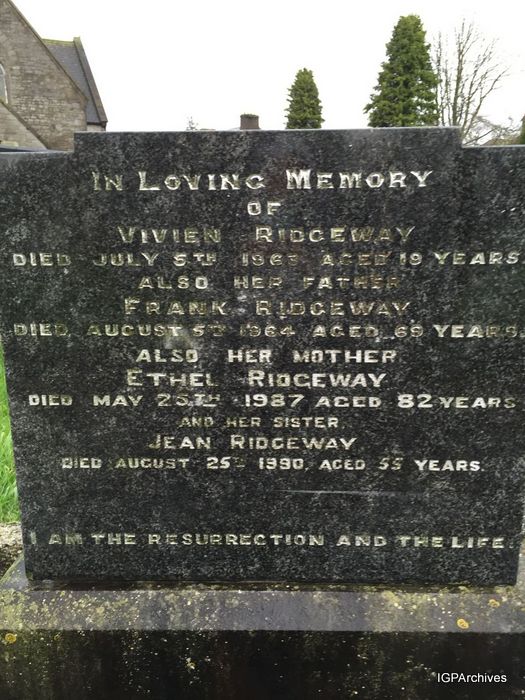 IN LOVING MEMORY
OF
VIVIEN RIDGEWAY
DIED JULY 8TH 1963 AGED 19 YEARS.
ALSO HER FATHER
FRANK RIDGEWAY
DIED AUGUST 5TH 1964 AGED 69 YEARS.
ALSO HER MOTHER
ETHEL RIDGEWAY
DIED MAY 25TH 1987 AGED 82 YEARS
AND HER SISTER
JEAN RIDGEWAY
DIED AUGUST 25TH 1990, AGED 55 YEARS.
I AM THE RESURRECTION AND THE LIFE.
IGPArchives